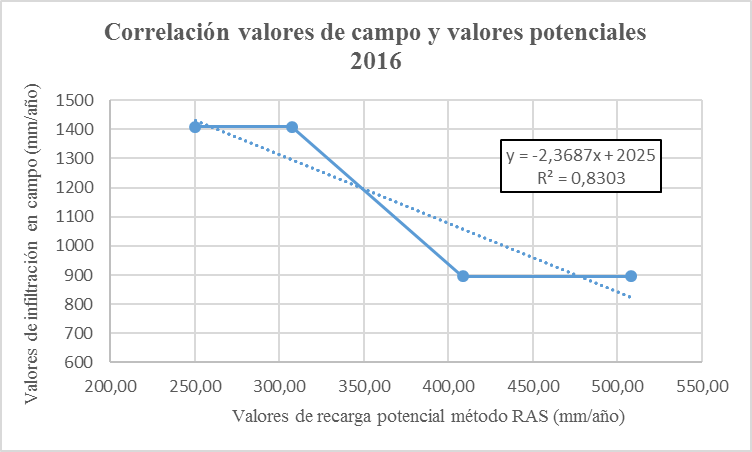 Correlación valores de campo y valores potenciales
2016
Valores de infiltración en campo (mm/año)
1500
1400
1300
1200
1100
1000
900
800
700
600
y = -2,3687x + 2025
R² = 0,8303
200,00 250,00 300,00 350,00 400,00 450,00 500,00 550,00
Valores de recarga potencial método RAS (mm/año)